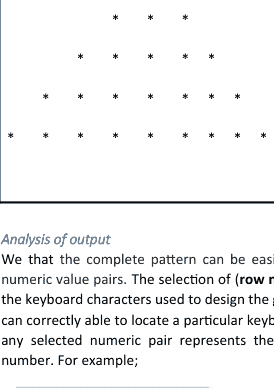 * * *
* * * * *
* * * * * * *
* * * * * * * *
Analysis of output
We that the complete pattern can be easi
numeric value pairs. The selection of (row n
the keyboard characters used to design the g
can correctly able to locate a particular keyb
any selected numeric pair represents the
number. For example;